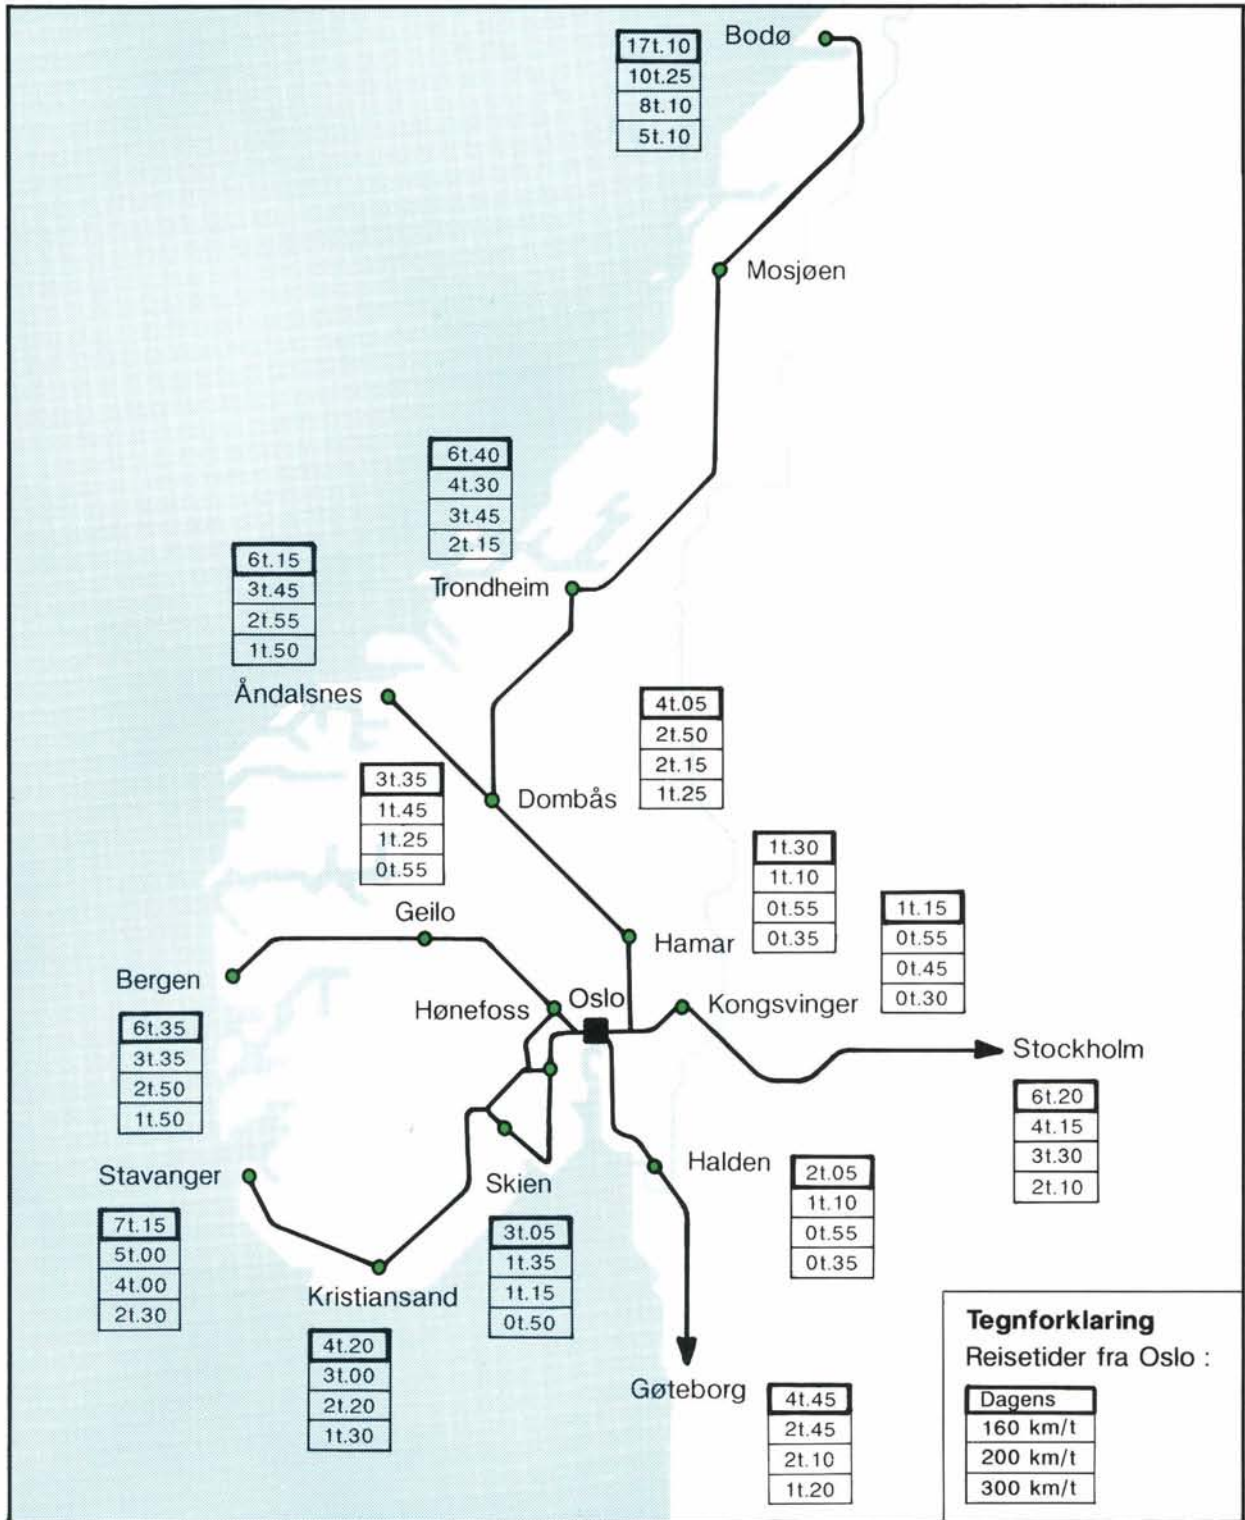 Bodø
17t.10
10t.25
8t.10
5t.10
Mosjøen
6t.40
4t.30
3t.45
2t.15
Trondheim
6t.15
3t.45
2t.55
1t.50
Åndalsnes
4t.05
2t.50
2t.15
1t.25
Dombås
3t.35
1t.45
1t.25
0t.55
Geilo
1t.30
1t.10
0t.55
0t.35
Hamar
1t.15
0t.55
0t.45
0t.30
Kongsvinger
Bergen
6t.35
3t.35
2t.50
1t.50
Hønefoss
Oslo
Stockholm
6t.20
4t.15
3t.30
2t.10
Stavanger
7t.15
5t.00
4t.00
2t.30
Skien
3t.05
1t.35
1t.15
0t.50
Halden
2t.05
1t.10
0t.55
0t.35
Kristiansand
4t.20
3t.00
2t.20
1t.30
Gøteborg
4t.45
2t.45
2t.10
1t.20
Tegnforklaring
Reisetider fra Oslo :
Dagens
160 km/t
200 km/t
300 km/t